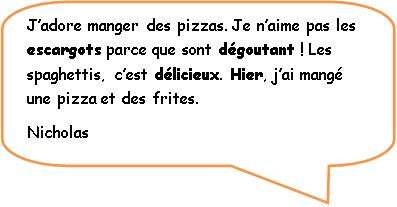 J’adore manger des pizzas. Je n’aime pas les
escargots parce que sont dégoutant ! Les
spaghettis, c’est délicieux. Hier, j’ai mangé
une pizza et des frites.
Nicholas